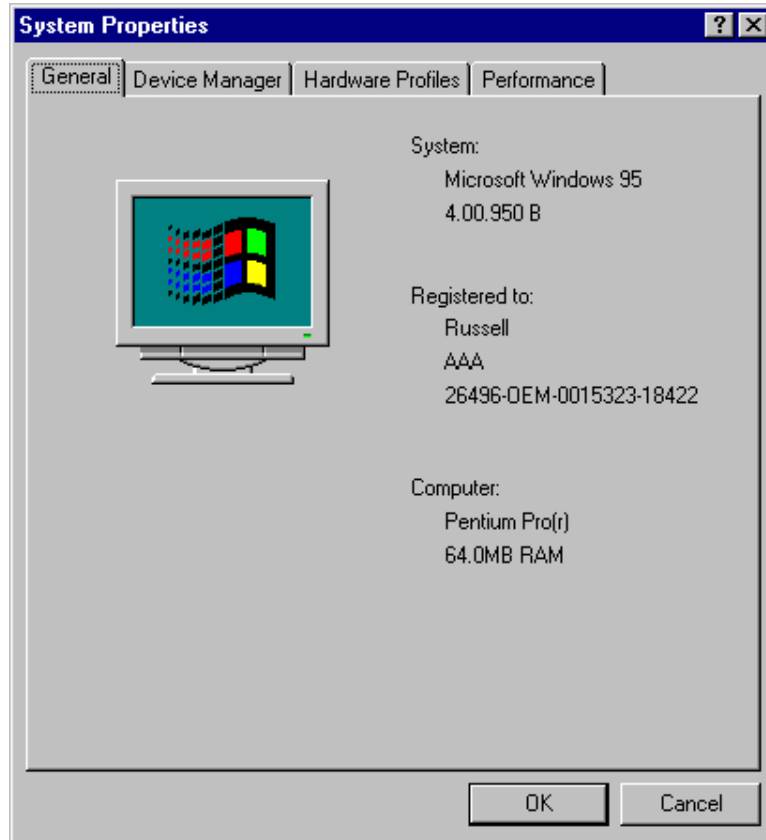 System Properties
General Device Manager Hardware Profiles Performance
System:
Microsoft Windows 95
4.00.950 B
Registered to:
Russell
AAA
26496-OEM-0015323-18422
Computer:
Pentium Pro(r)
64.0MB RAM
OK Cancel